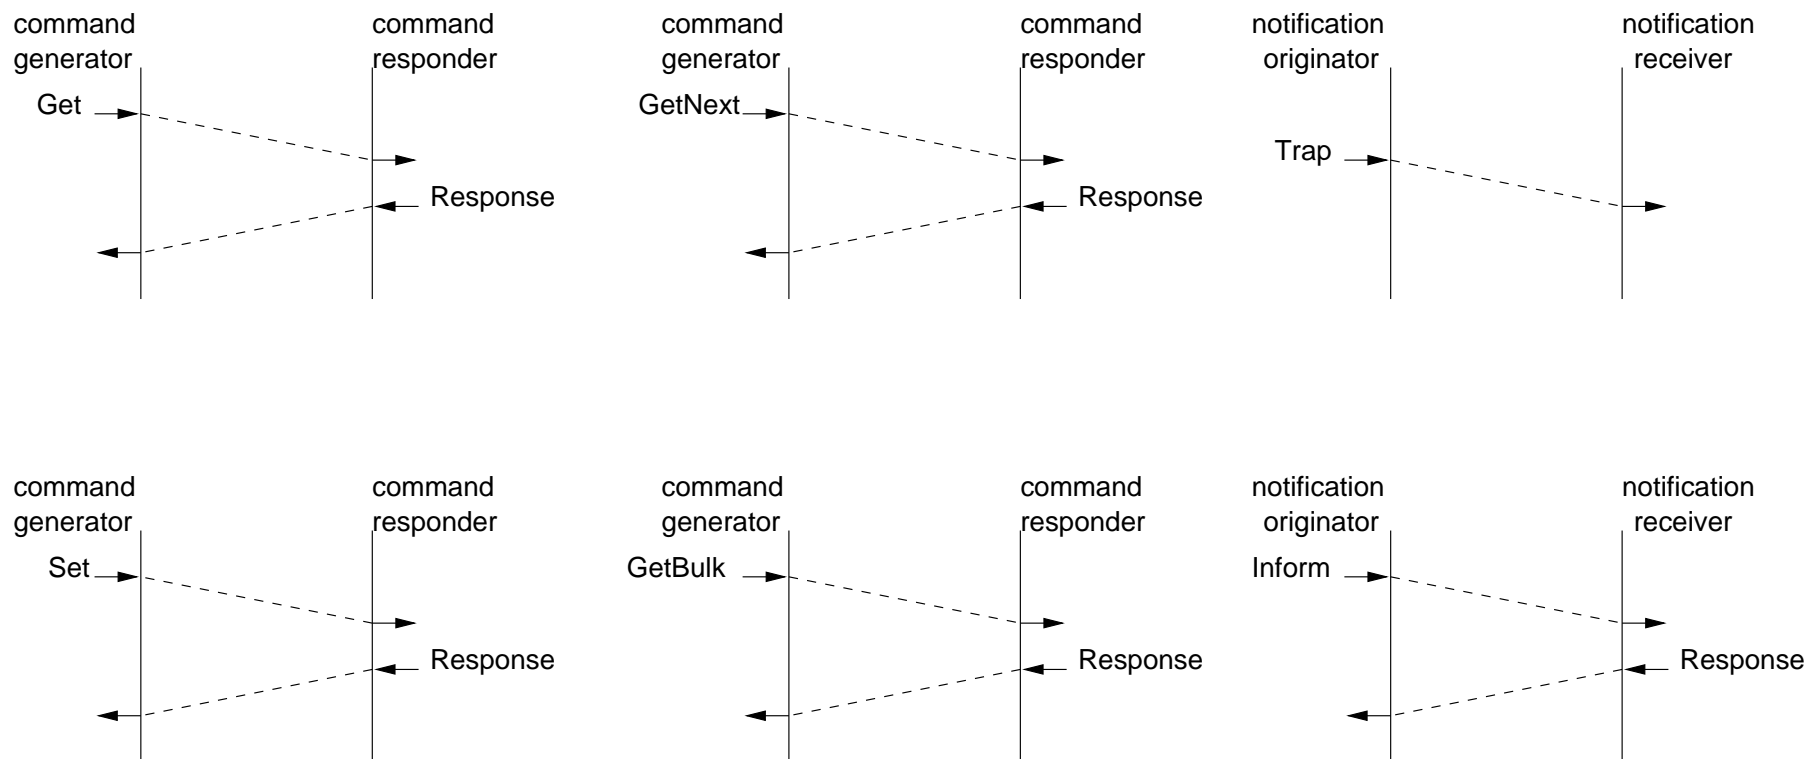 command
generator
command
responder
Get
Response
command
generator
command
responder
GetNext
Response
notification
originator
notification
receiver
Trap
command
generator
command
responder
Set
Response
command
generator
command
responder
GetBulk
Response
notification
originator
notification
receiver
Inform
Response